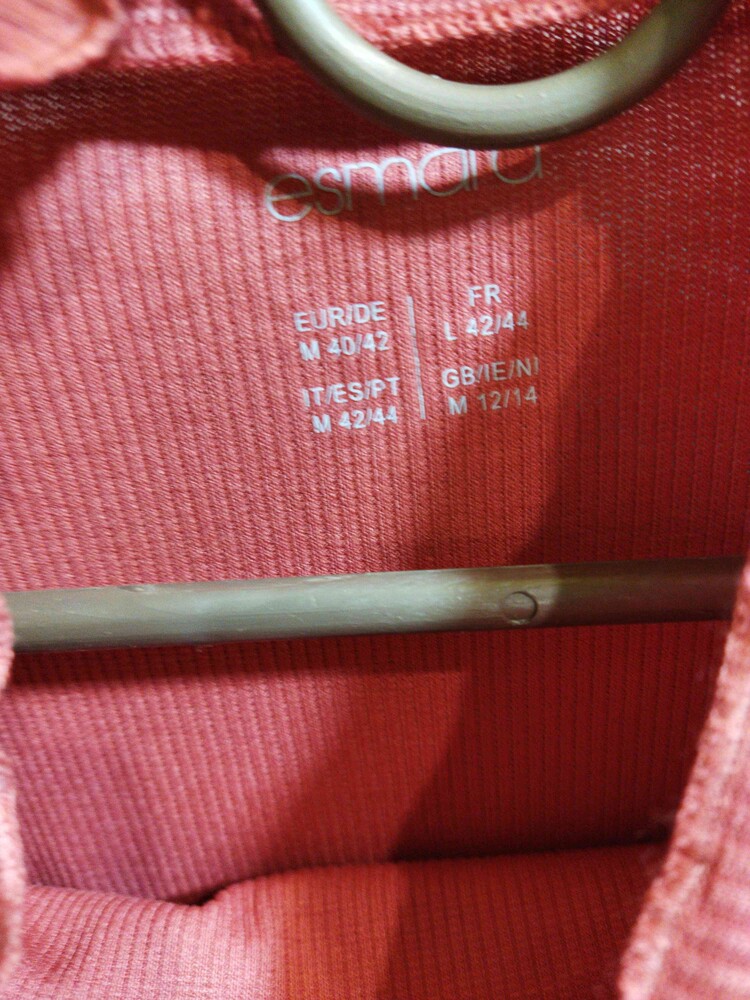 esmara
EUR/DE
M 40/42
FR
L 42/44
IT/ES/PT
M 42/44
GB/IE/NI
M 12/14